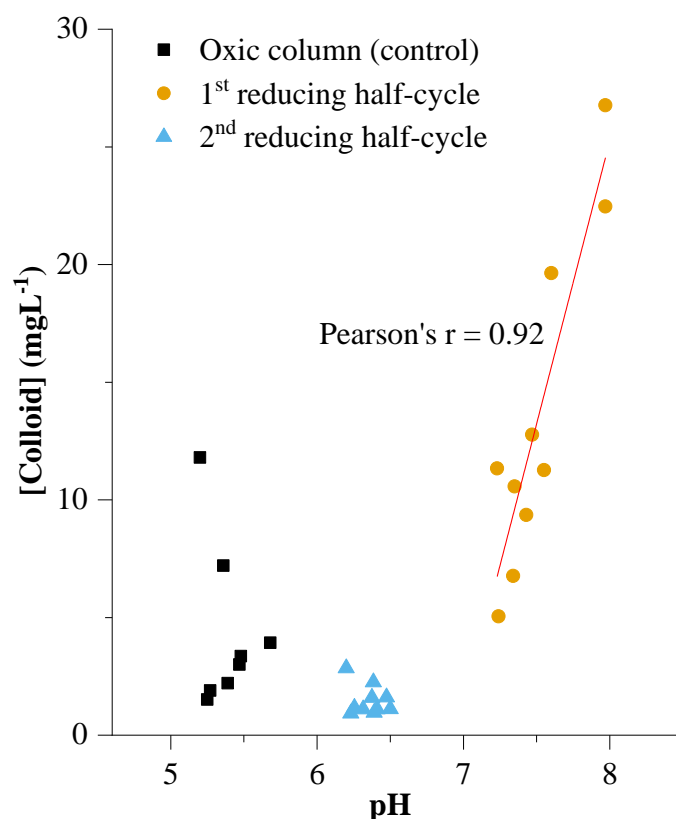 30
20
10
0
[Colloid] (mgL⁻¹)
Oxic column (control)
1ˢᵗ reducing half-cycle
2ⁿᵈ reducing half-cycle
Pearson's r = 0.92
5 6 7 8
pH